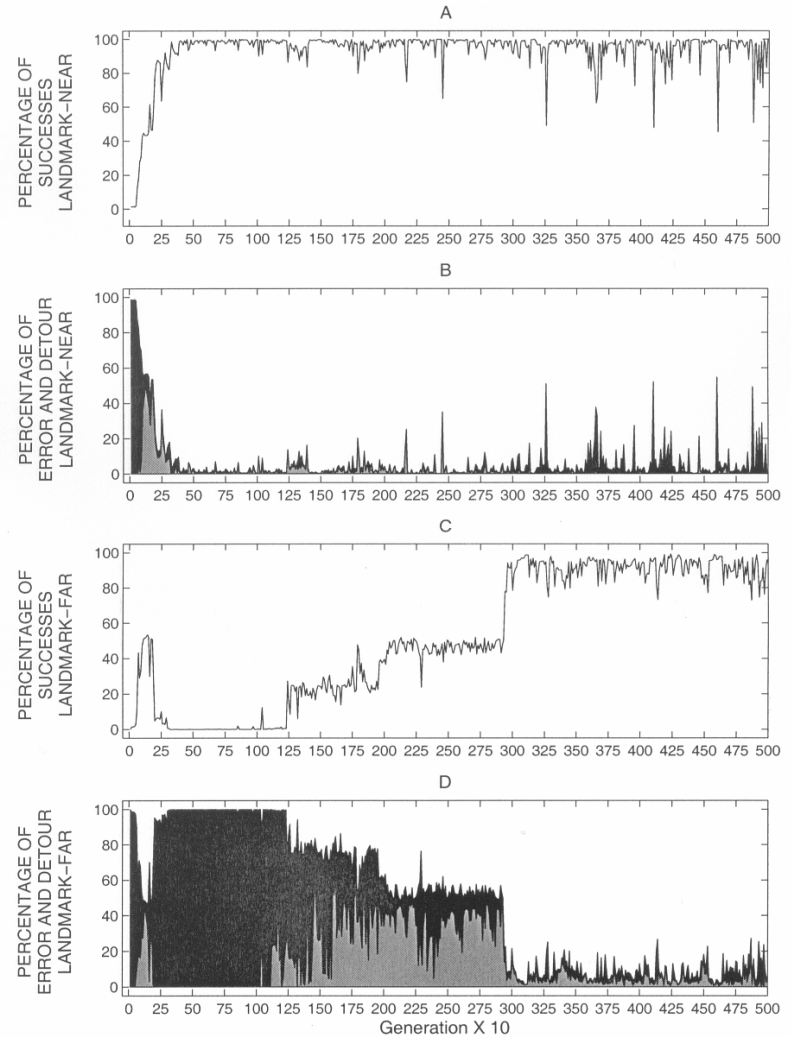 A
PERCENTAGE OF
SUCCESSES
LANDMARK-NEAR
100
80
60
40
20
0
0 25 50 75 100 125 150 175 200 225 250 275 300 325 350 375 400 425 450 475 500
B
PERCENTAGE OF
ERROR AND DETOUR
LANDMARK-NEAR
100
80
60
40
20
0
0 25 50 75 100 125 150 175 200 225 250 275 300 325 350 375 400 425 450 475 500
C
PERCENTAGE OF
SUCCESSES
LANDMARK-FAR
100
80
60
40
20
0
0 25 50 75 100 125 150 175 200 225 250 275 300 325 350 375 400 425 450 475 500
D
PERCENTAGE OF
ERROR AND DETOUR
LANDMARK-FAR
100
80
60
40
20
0
0 25 50 75 100 125 150 175 200 225 250 275 300 325 350 375 400 425 450 475 500
Generation X 10